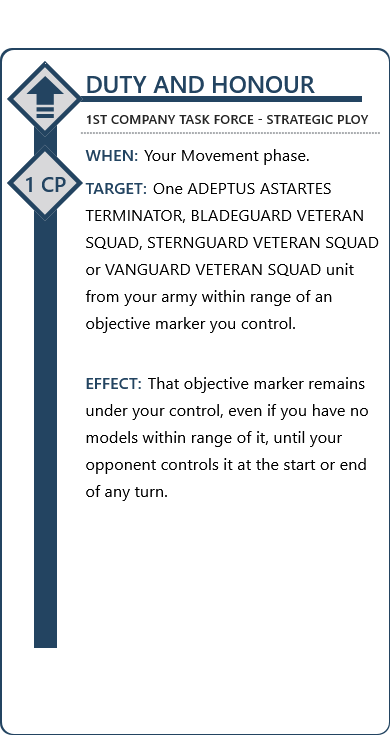 DUTY AND HONOUR
1ST COMPANY TASK FORCE - STRATEGIC PLOY
WHEN: Your Movement phase.
1 CP
TARGET: One ADEPTUS ASTARTES
TERMINATOR, BLADEGUARD VETERAN
SQUAD, STERNGUARD VETERAN SQUAD
or VANGUARD VETERAN SQUAD unit
from your army within range of an
objective marker you control.
EFFECT: That objective marker remains
under your control, even if you have no
models within range of it, until your
opponent controls it at the start or end
of any turn.